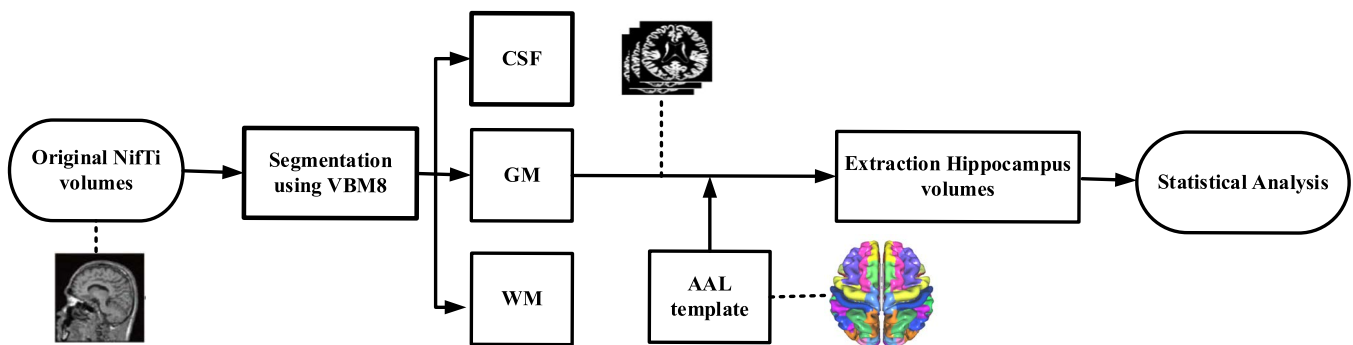 Original NifTi
volumes
Segmentation
using VBM8
CSF
GM
WM
AAL
template
Extraction Hippocampus
volumes
Statistical Analysis